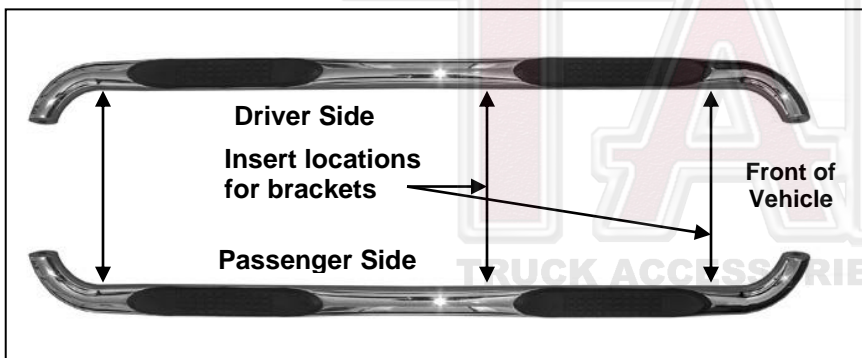 Driver Side
Insert locations
for brackets
Front of
Vehicle
Passenger Side
TRUCK ACCESSORIE